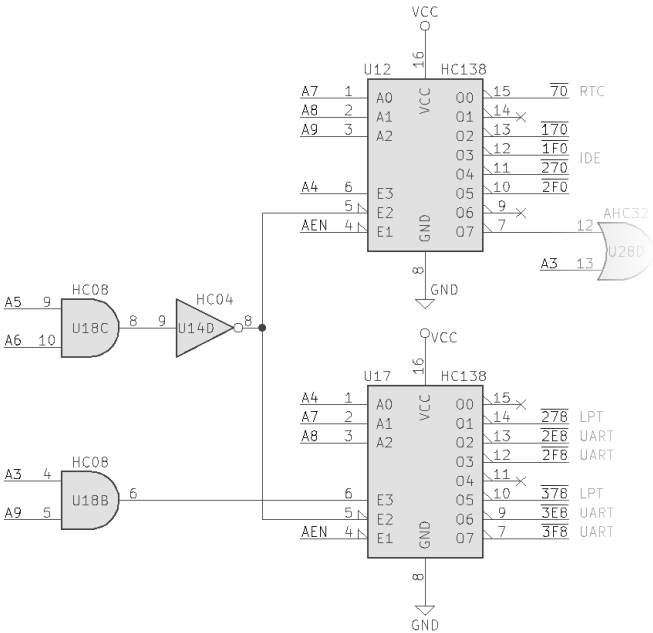 VCC
16
U12 HC138
A7 1 A0 VCC O0 15 70 RTC
A8 2 A1 O1 14
A9 3 A2 O2 13 170
O3 12 1F0
IDE
O4 11 270
A4 6 E3 O5 10 2F0
5 E2 O6 9
AEN 4 E1 GND O7 7 12 AHC32
U28D
A3 13
8
GND
HC08
A5 9
U18C 8
A6 10
HC04
9 U14D 8
VCC
16
U17 HC138
A4 1 A0 VCC O0 15
A7 2 A1 O1 14 278 LPT
A8 3 A2 O2 13 2E8 UART
O3 12 2F8 UART
O4 11
HC08
A3 4
U18B 6
A9 5
6 E3 O5 10 378 LPT
5 E2 O6 9 3E8 UART
AEN 4 E1 GND O7 7 3F8 UART
8
GND